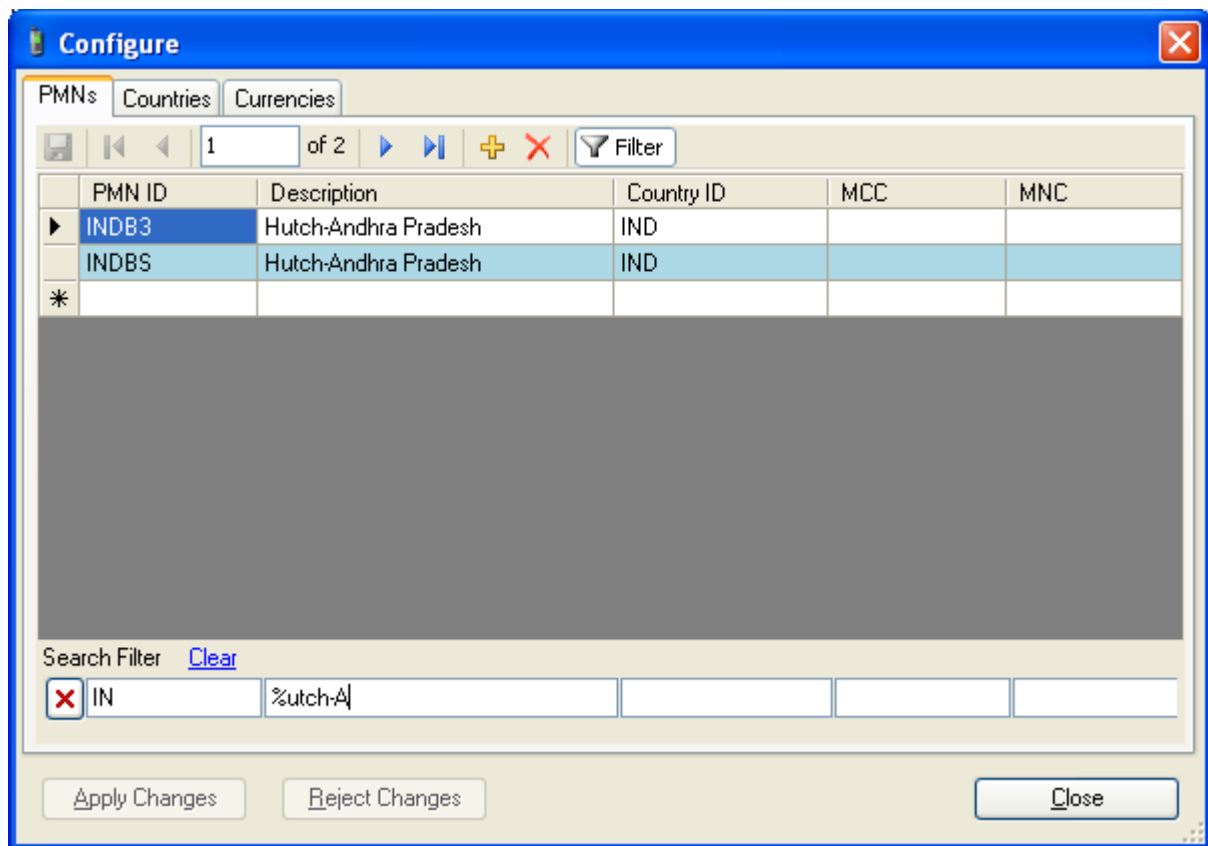 Configure
PMNs Countries Currencies
1 of 2 Filter
PMN ID Description Country ID MCC MNC
INDB3 Hutch-Andhra Pradesh IND
INDBS Hutch-Andhra Pradesh IND
Search Filter Clear
IN %utch-A
Apply Changes Reject Changes Close